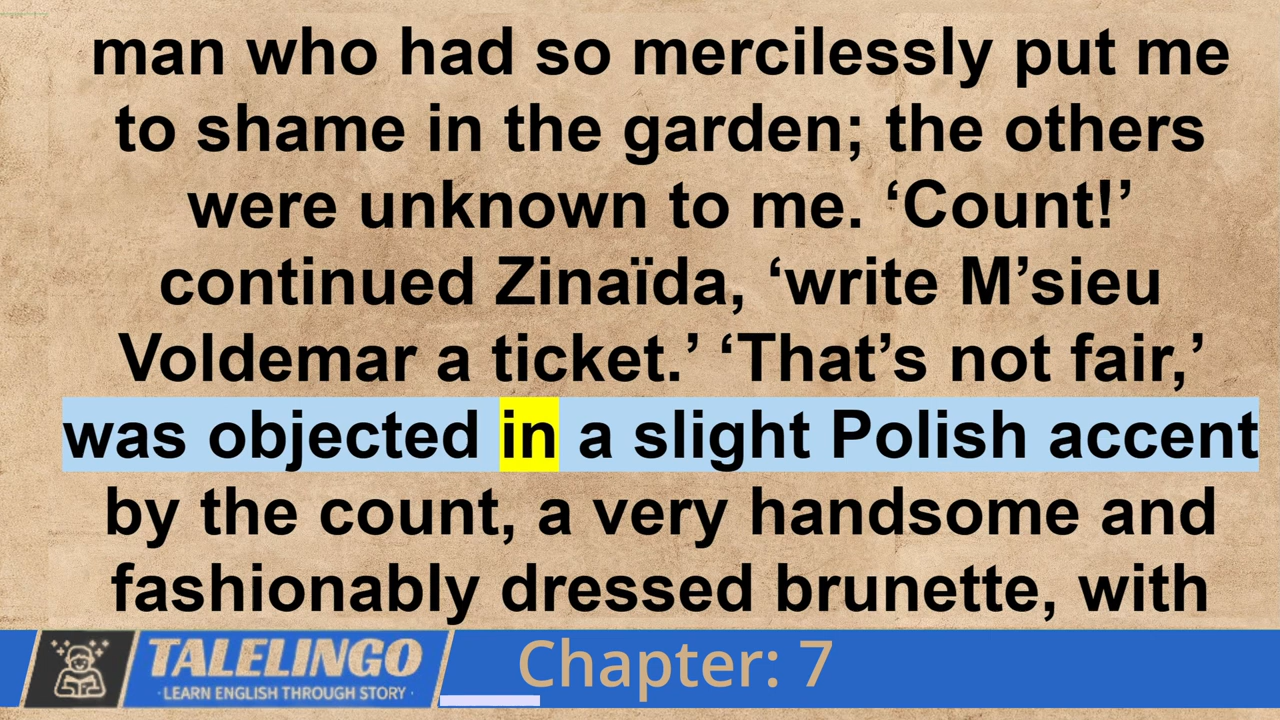 man who had so mercilessly put me
to shame in the garden; the others
were unknown to me. ‘Count!’
continued Zinaïda, ‘write M’sieu
Voldemar a ticket.’ ‘That’s not fair,’
was objected in a slight Polish accent
by the count, a very handsome and
fashionably dressed brunette, with
TALELINGO
·LEARN ENGLISH THROUGH STORY·
Chapter: 7